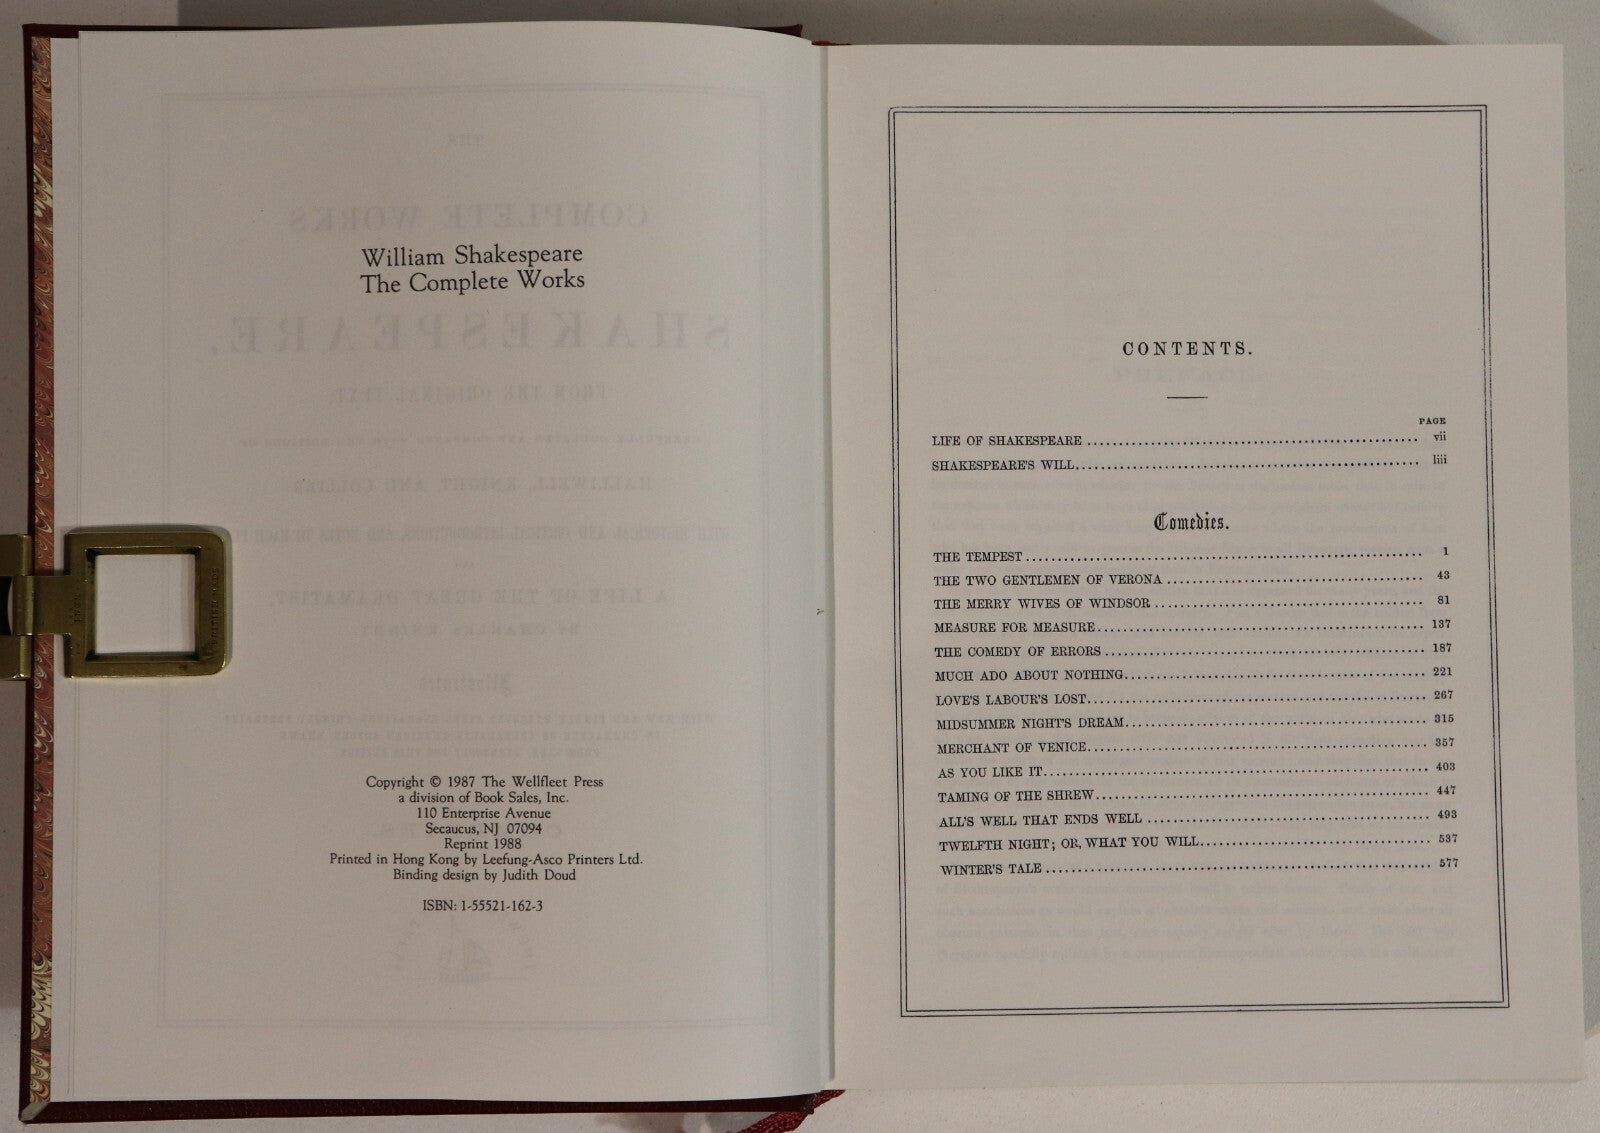 William Shakespeare
The Complete Works
Copyright © 1987 The Wellfleet Press
a division of Book Sales, Inc.
110 Enterprise Avenue
Secaucus, NJ 07094
Reprint 1988
Printed in Hong Kong by Leefung-Asco Printers Ltd.
Binding design by Judith Doud
ISBN: 1-55521-162-3
BRITISH MADE
CONTENTS.
PAGE
LIFE OF SHAKESPEARE ........ vii
SHAKESPEARE'S WILL ........ liii
Comedies.
THE TEMPEST ........ 1
THE TWO GENTLEMEN OF VERONA ........ 43
THE MERRY WIVES OF WINDSOR ........ 81
MEASURE FOR MEASURE ........ 137
THE COMEDY OF ERRORS ........ 187
MUCH ADO ABOUT NOTHING ........ 221
LOVE'S LABOUR'S LOST ........ 267
MIDSUMMER NIGHT'S DREAM ........ 315
MERCHANT OF VENICE ........ 357
AS YOU LIKE IT ........ 403
TAMING OF THE SHREW ........ 447
ALL'S WELL THAT ENDS WELL ........ 493
TWELFTH NIGHT; OR, WHAT YOU WILL ........ 537
WINTER'S TALE ........ 577